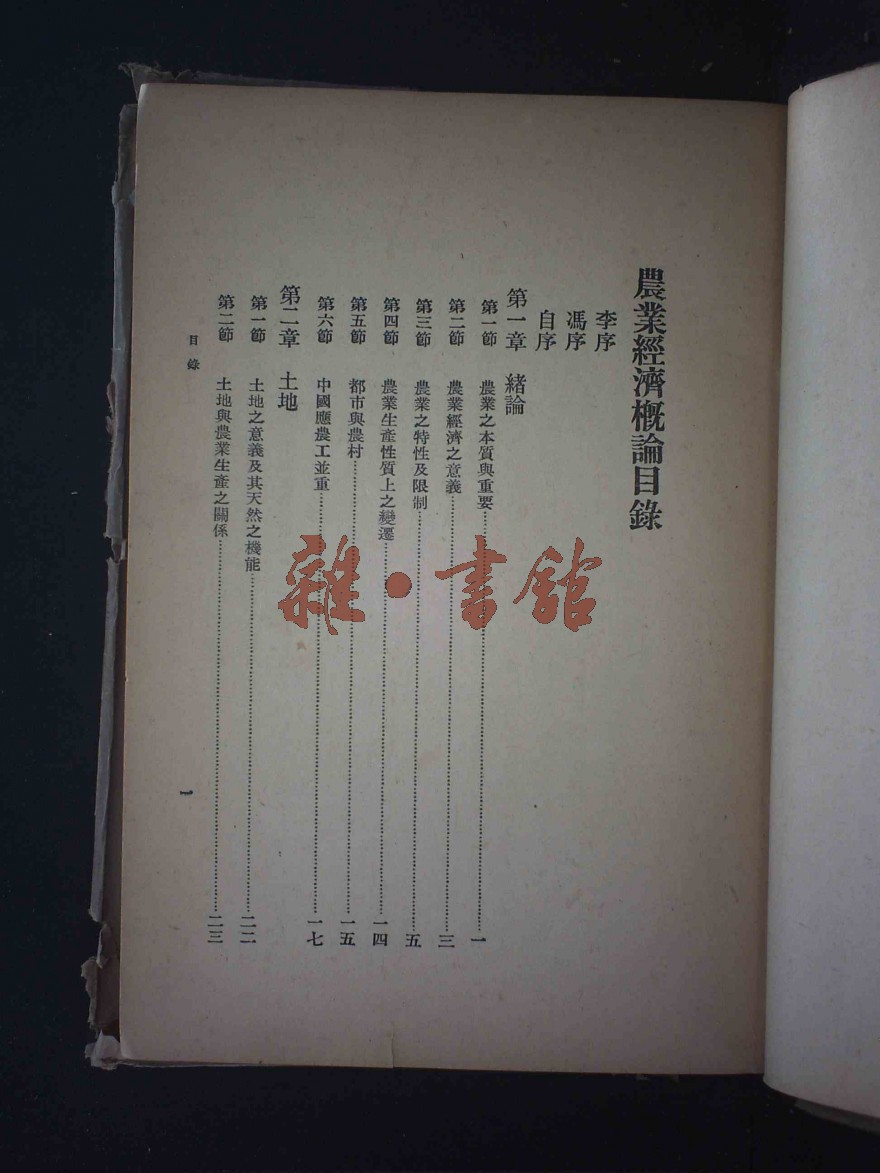 農業經濟概論目錄
李序
馮序
自序
第一章 緒論
第一節 農業之本質與重要 一
第二節 農業經濟之意義 三
第三節 農業之特性及限制 五
第四節 農業生產性質上之變遷 一四
第五節 都市與農村 一五
第六節 中國應農工並重 一七
第二章 土地
第一節 土地之意義及其天然之機能 二二
第二節 土地與農業生產之關係 二三
目錄 一
雜·書館